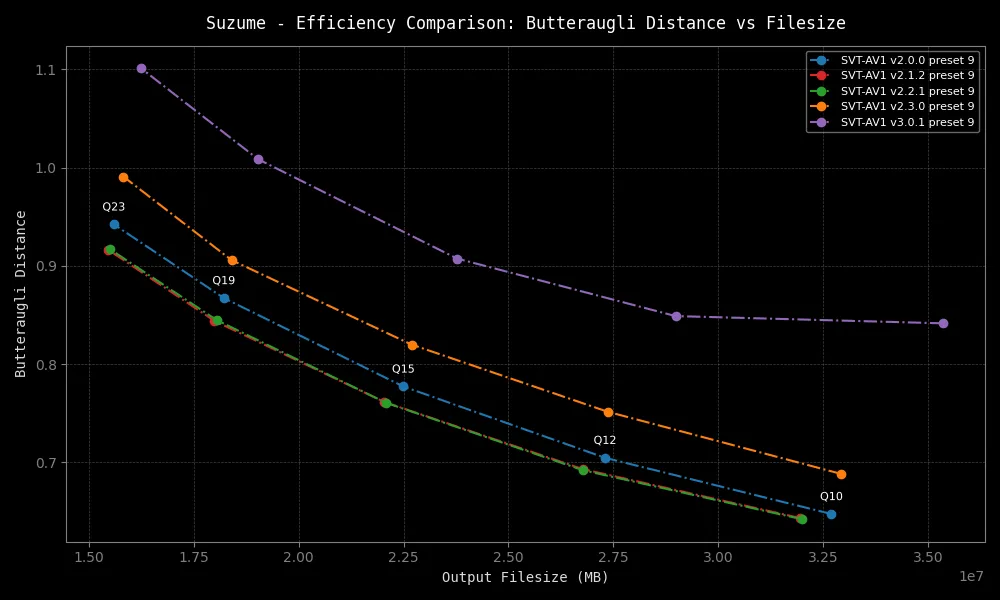 Suzume - Efficiency Comparison: Butteraugli Distance vs Filesize
SVT-AV1 v2.0.0 preset 9
SVT-AV1 v2.1.2 preset 9
SVT-AV1 v2.2.1 preset 9
SVT-AV1 v2.3.0 preset 9
SVT-AV1 v3.0.1 preset 9
1.1
1.0
0.9
0.8
0.7
Butteraugli Distance
Q23
Q19
Q15
Q12
Q10
1.50
1.75
2.00
2.25
2.50
2.75
3.00
3.25
3.50
1e7
Output Filesize (MB)